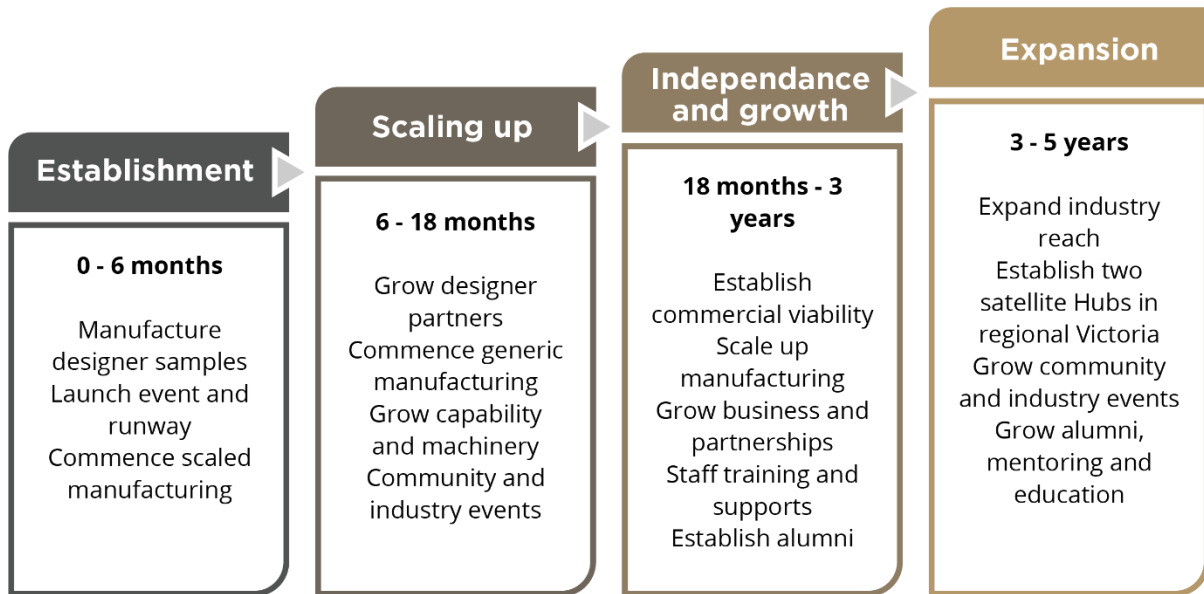 Establishment
0 - 6 months
Manufacture
designer samples
Launch event and
runway
Commence scaled
manufacturing
Scaling up
6 - 18 months
Grow designer
partners
Commence generic
manufacturing
Grow capability
and machinery
Community and
industry events
Independance
and growth
18 months - 3
years
Establish
commercial viability
Scale up
manufacturing
Grow business and
partnerships
Staff training and
supports
Establish alumni
Expansion
3 - 5 years
Expand industry
reach
Establish two
satellite Hubs in
regional Victoria
Grow community
and industry events
Grow alumni,
mentoring and
education